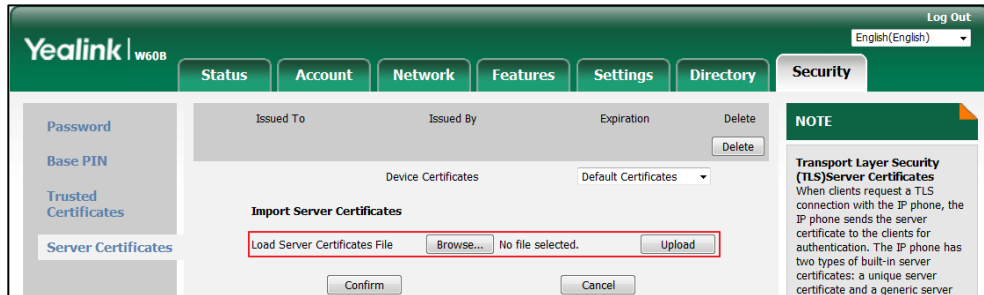 Log Out
English(English)
Yealink | W60B
Status Account Network Features Settings Directory Security
Password
Base PIN
Trusted
Certificates
Server Certificates
Issued To Issued By Expiration Delete
Delete
Device Certificates Default Certificates
Import Server Certificates
Load Server Certificates File Browse... No file selected. Upload
Confirm Cancel
NOTE
Transport Layer Security
(TLS)Server Certificates
When clients request a TLS
connection with the IP phone, the
IP phone sends the server
certificate to the clients for
authentication. The IP phone has
two types of built-in server
certificates: a unique server
certificate and a generic server